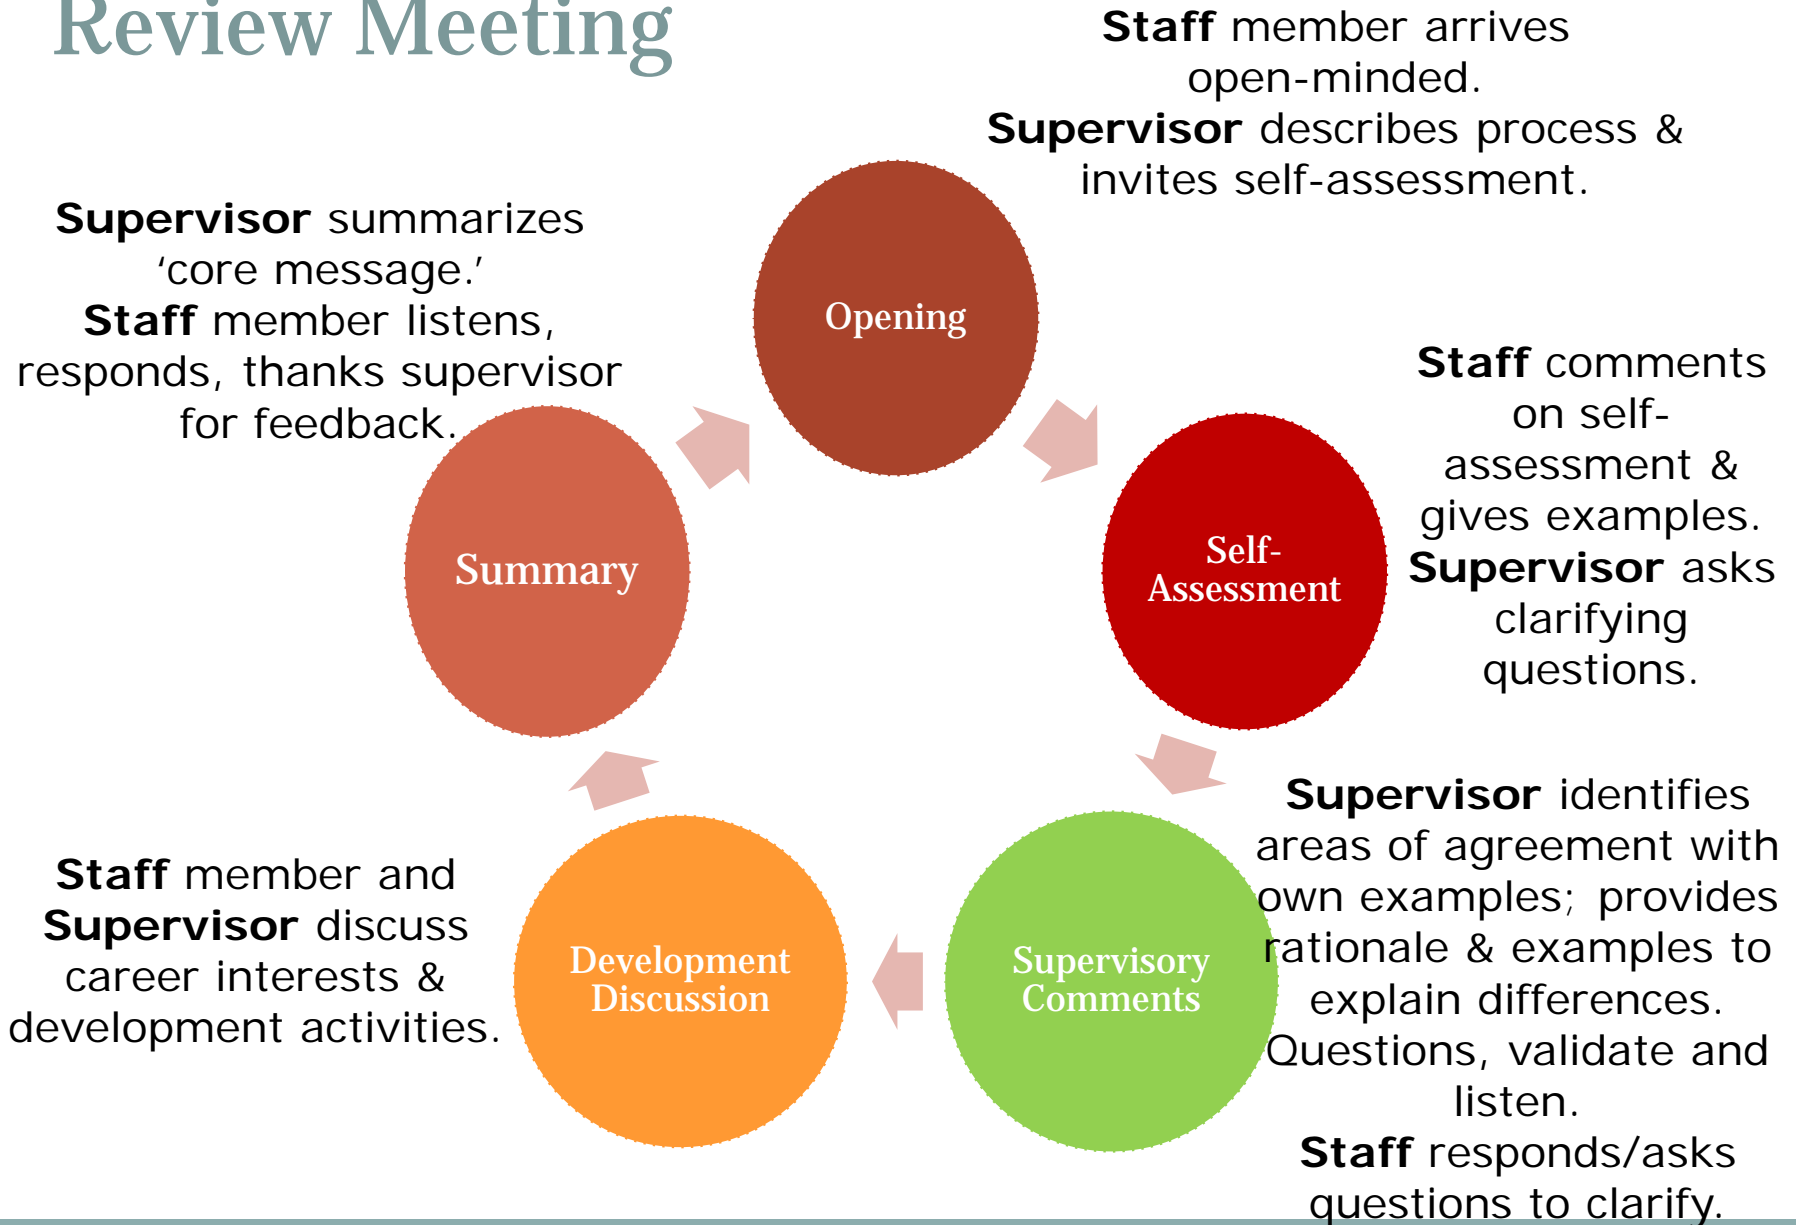 Review Meeting
Staff member arrives
open-minded.
Supervisor describes process &
invites self-assessment.
Opening
Staff comments
on self-
assessment &
gives examples.
Supervisor asks
clarifying
questions.
Self-
Assessment
Supervisor identifies
areas of agreement with
own examples; provides
rationale & examples to
explain differences.
Questions, validate and
listen.
Staff responds/asks
questions to clarify.
Supervisory
Comments
Staff member and
Supervisor discuss
career interests &
development activities.
Development
Discussion
Supervisor summarizes
‘core message.’
Staff member listens,
responds, thanks supervisor
for feedback.
Summary